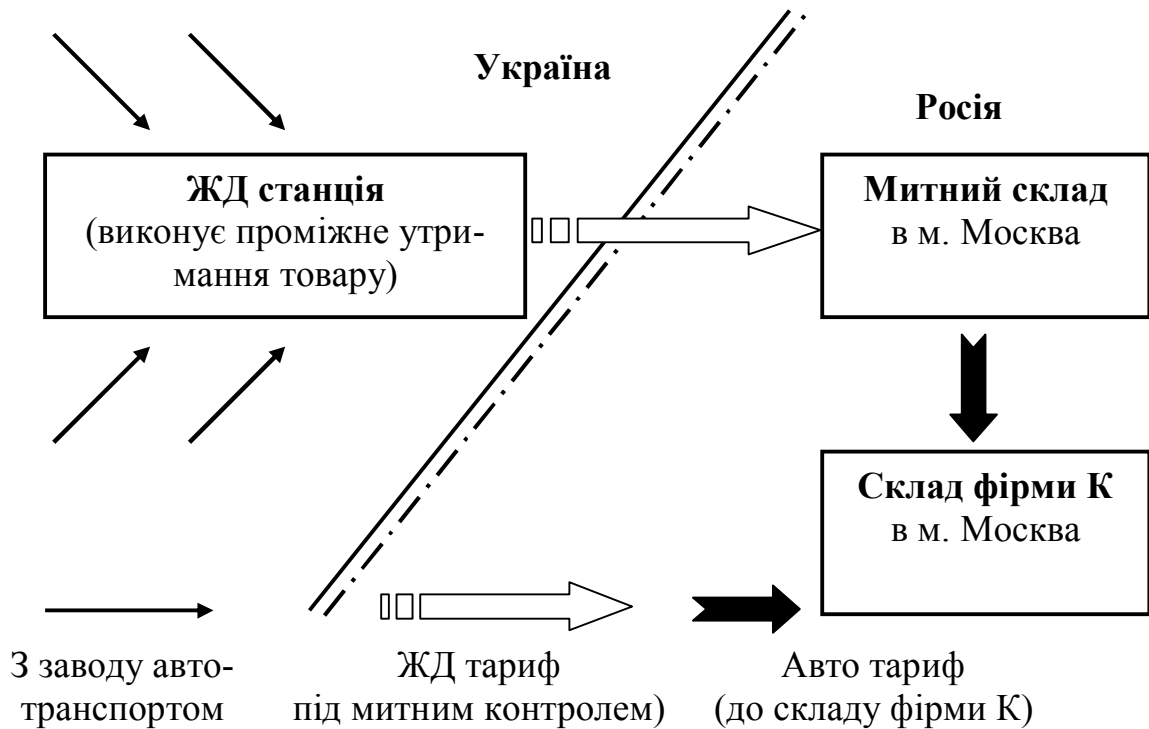 Україна
Росія
ЖД станція
(виконує проміжне утри-
мання товару)
Митний склад
в м. Москва
Склад фірми К
в м. Москва
З заводу авто-
транспортом
ЖД тариф
під митним контролем)
Авто тариф
(до складу фірми К)